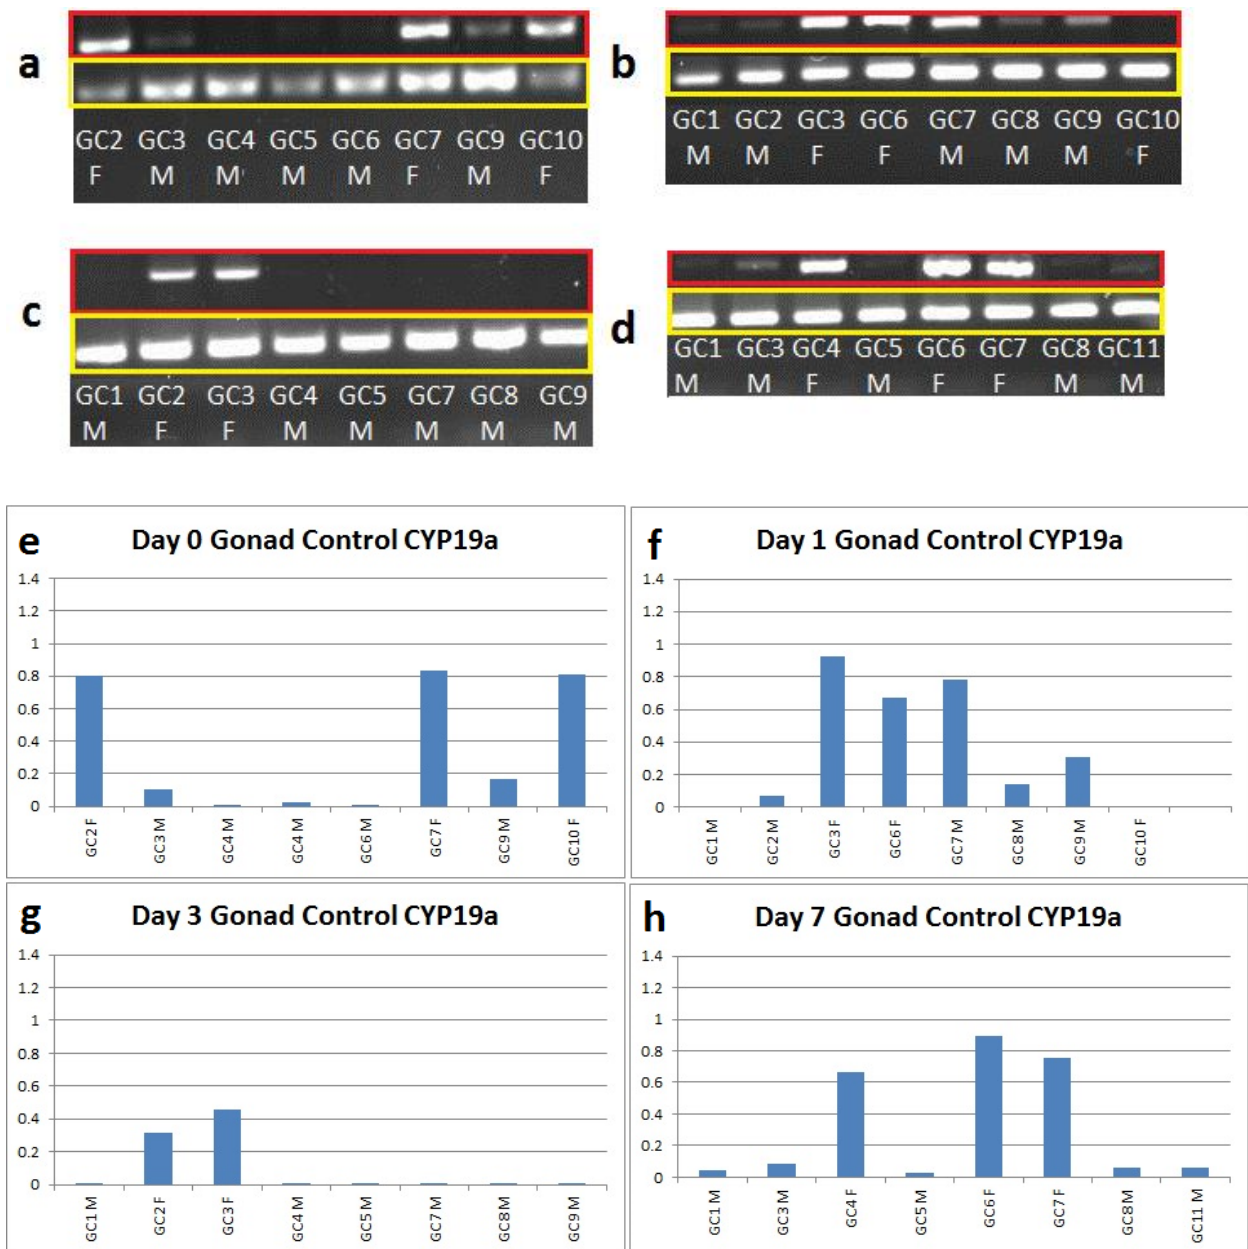 a
GC2 GC3 GC4 GC5 GC6 GC7 GC9 GC10
F M M M M F M F
b
GC1 GC2 GC3 GC6 GC7 GC8 GC9 GC10
M M F F M M M F
c
GC1 GC2 GC3 GC4 GC5 GC7 GC8 GC9
M F F M M M M M
d
GC1 GC3 GC4 GC5 GC6 GC7 GC8 GC11
M M F M F F M M
e Day 0 Gonad Control CYP19a
1.4
1.2
1
0.8
0.6
0.4
0.2
0
GC2 F GC3 M GC4 M GC4 M GC6 M GC7 F GC9 M GC10 F
f Day 1 Gonad Control CYP19a
1.4
1.2
1
0.8
0.6
0.4
0.2
0
GC1 M GC2 M GC3 F GC6 F GC7 M GC8 M GC9 M GC10 F
g Day 3 Gonad Control CYP19a
1.4
1.2
1
0.8
0.6
0.4
0.2
0
GC1 M GC2 F GC3 F GC4 M GC5 M GC7 M GC8 M GC9 M
h Day 7 Gonad Control CYP19a
1.4
1.2
1
0.8
0.6
0.4
0.2
0
GC1 M GC3 M GC4 F GC5 M GC6 F GC7 F GC8 M GC11 M